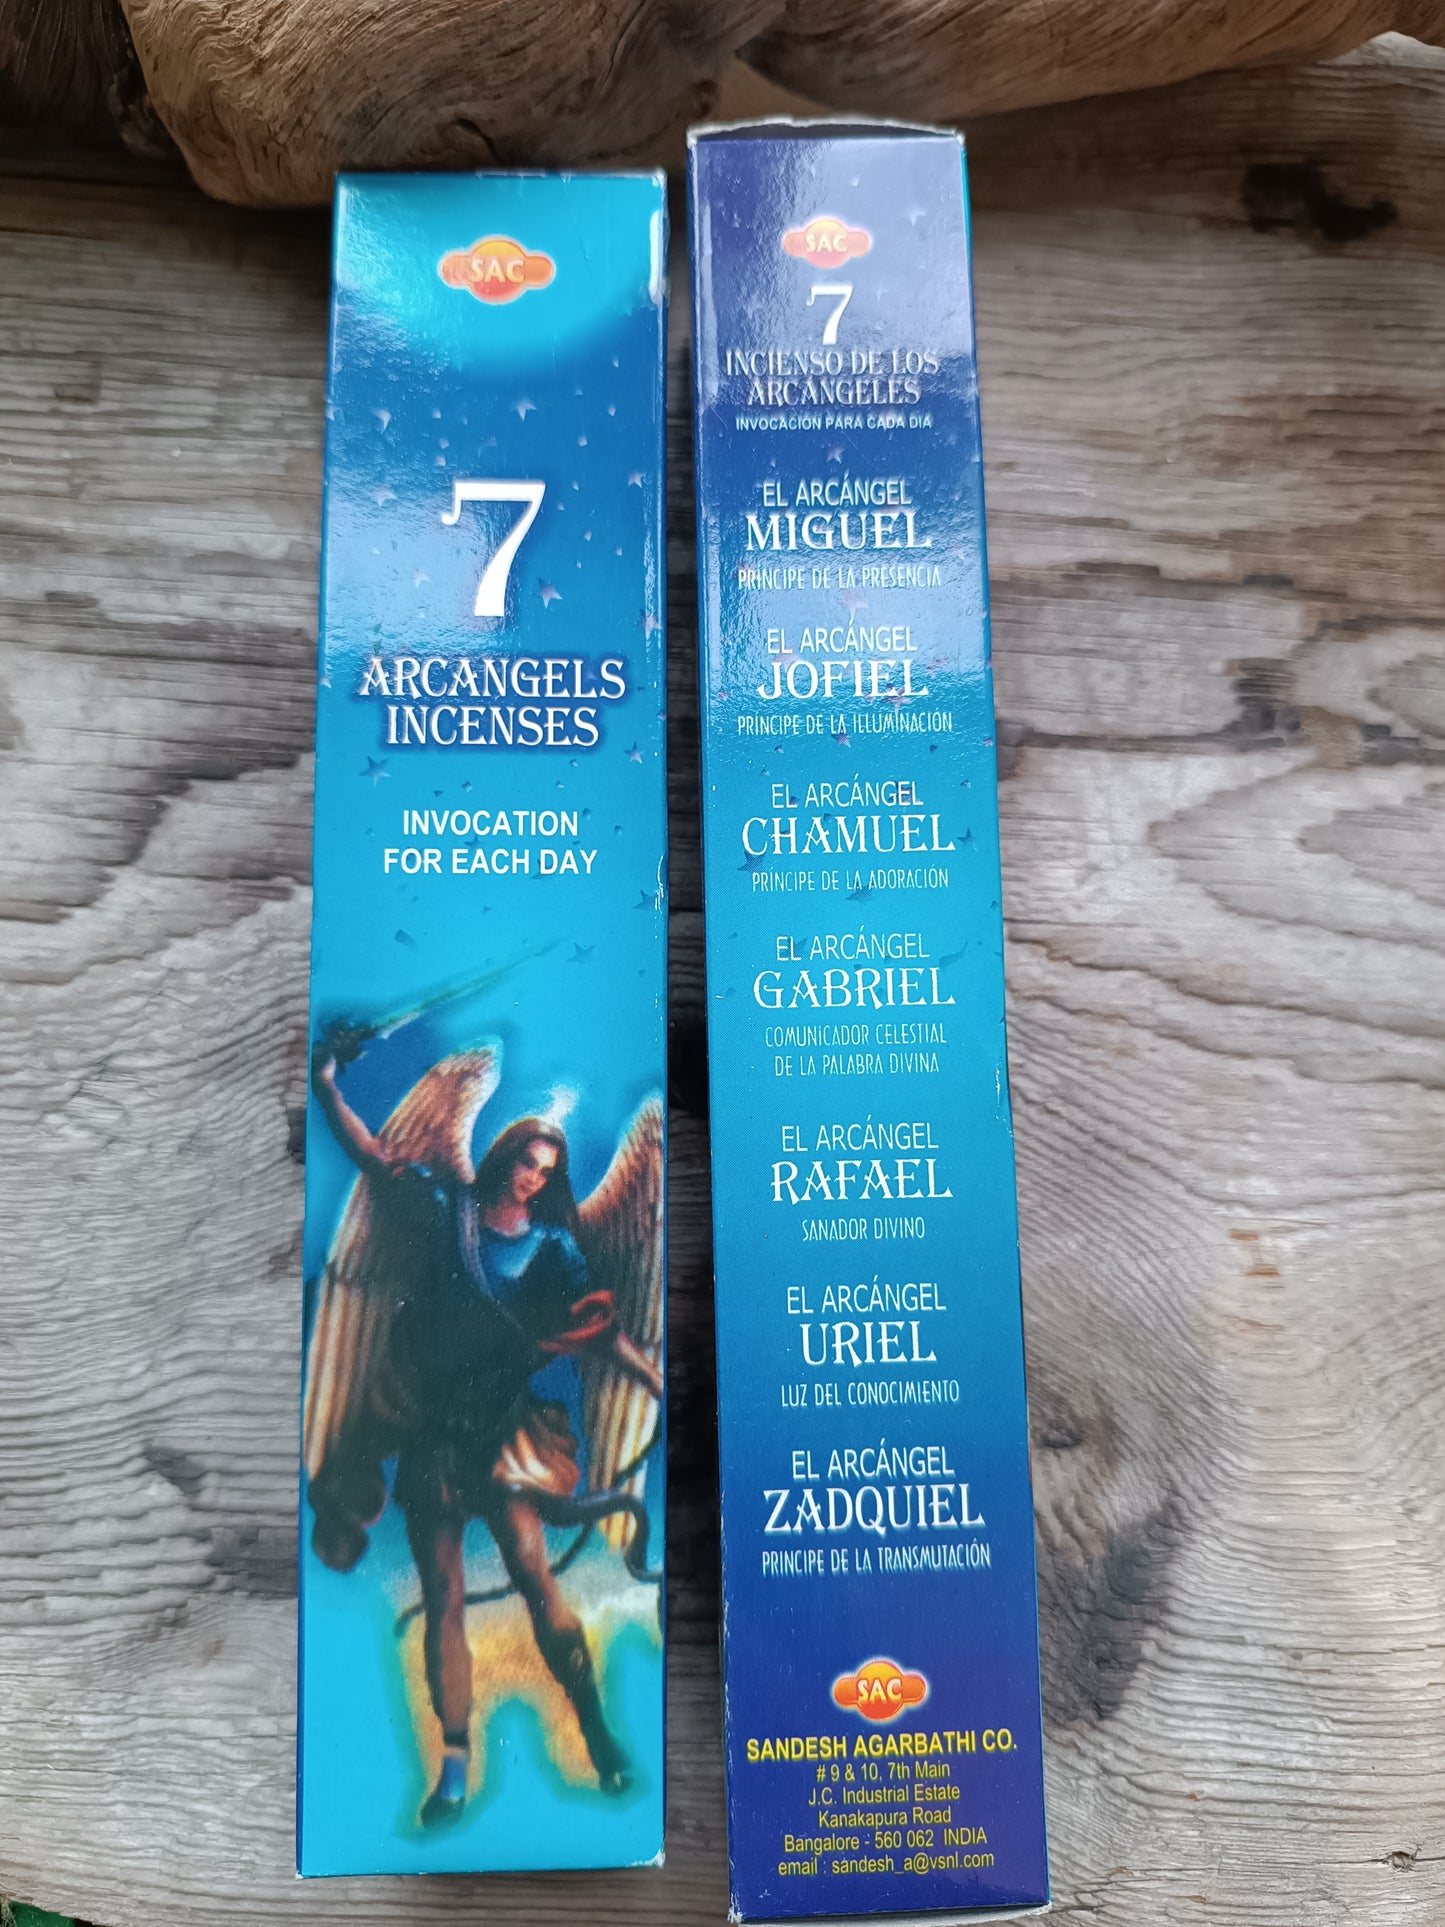 SAC
7
ARCANGELS
INCENSES
INVOCATION
FOR EACH DAY
SAC
7
INCIENSO DE LOS
ARCÁNGELES
INVOCACIÓN PARA CADA DIA
EL ARCÁNGEL
MIGUEL
PRINCIPE DE LA PRESENCIA
EL ARCÁNGEL
JOFIEL
PRINCIPE DE LA ILLUMINACIÓN
EL ARCÁNGEL
CHAMUEL
PRÍNCIPE DE LA ADORACIÓN
EL ARCÁNGEL
GABRIEL
COMUNICADOR CELESTIAL
DE LA PALABRA DIVINA
EL ARCÁNGEL
RAFAEL
SANADOR DIVINO
EL ARCÁNGEL
URIEL
LUZ DEL CONOCIMIENTO
EL ARCÁNGEL
ZADQUIEL
PRINCIPE DE LA TRANSMUTACIÓN
SAC
SANDESH AGARBATHI CO.
# 9 & 10, 7th Main
J.C. Industrial Estate
Kanakapura Road
Bangalore - 560 062 INDIA
email : sandesh_a@vsnl.com